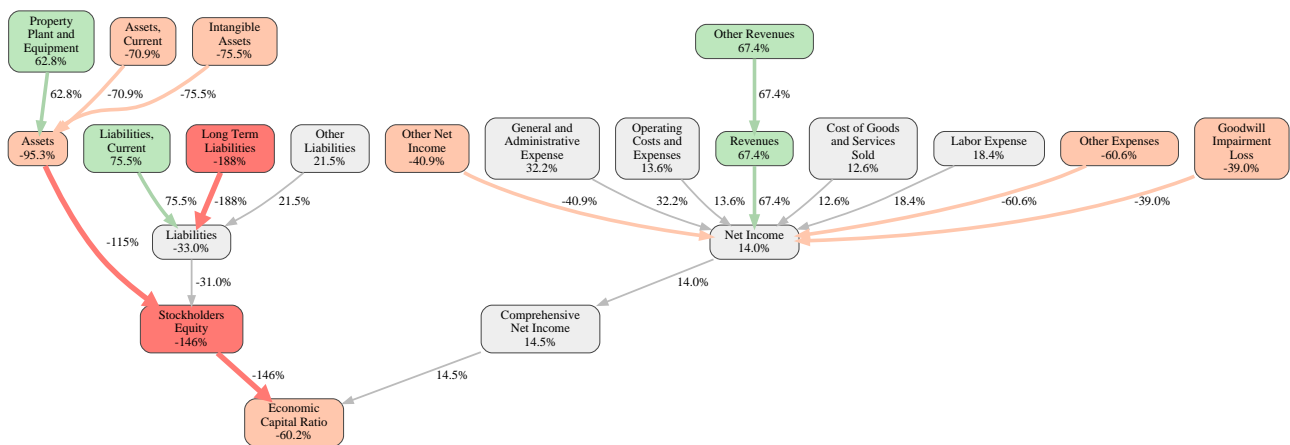 Property
Plant and
Equipment
62.8%
Assets,
Current
-70.9%
Intangible
Assets
-75.5%
Other Revenues
67.4%
62.8%
-70.9%
-75.5%
67.4%
Assets
-95.3%
Liabilities,
Current
75.5%
Long Term
Liabilities
-188%
Other
Liabilities
21.5%
Other Net
Income
-40.9%
General and
Administrative
Expense
32.2%
Operating
Costs and
Expenses
13.6%
Revenues
67.4%
Cost of Goods
and Services
Sold
12.6%
Labor Expense
18.4%
Other Expenses
-60.6%
Goodwill
Impairment
Loss
-39.0%
75.5%
-188%
21.5%
-40.9%
32.2%
13.6%
67.4%
12.6%
18.4%
-60.6%
-39.0%
-115%
Liabilities
-33.0%
Net Income
14.0%
-31.0%
14.0%
Stockholders
Equity
-146%
Comprehensive
Net Income
14.5%
-146%
14.5%
Economic
Capital Ratio
-60.2%